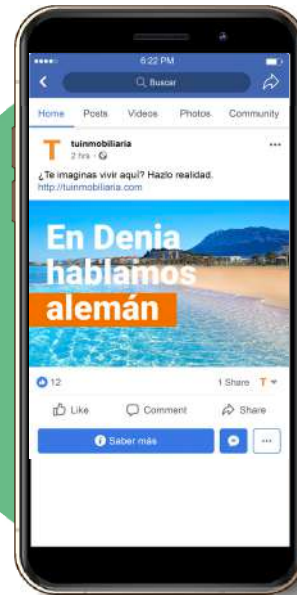 6:22 PM
Buscar
Home Posts Videos Photos Community
T tuinmobiliaria
2 hrs
¿Te imaginas vivir aquí? Hazlo realidad.
http://tuinmobiliaria.com
En Denia
hablamos
alemán
12 1 Share T
Like Comment Share
Saber más